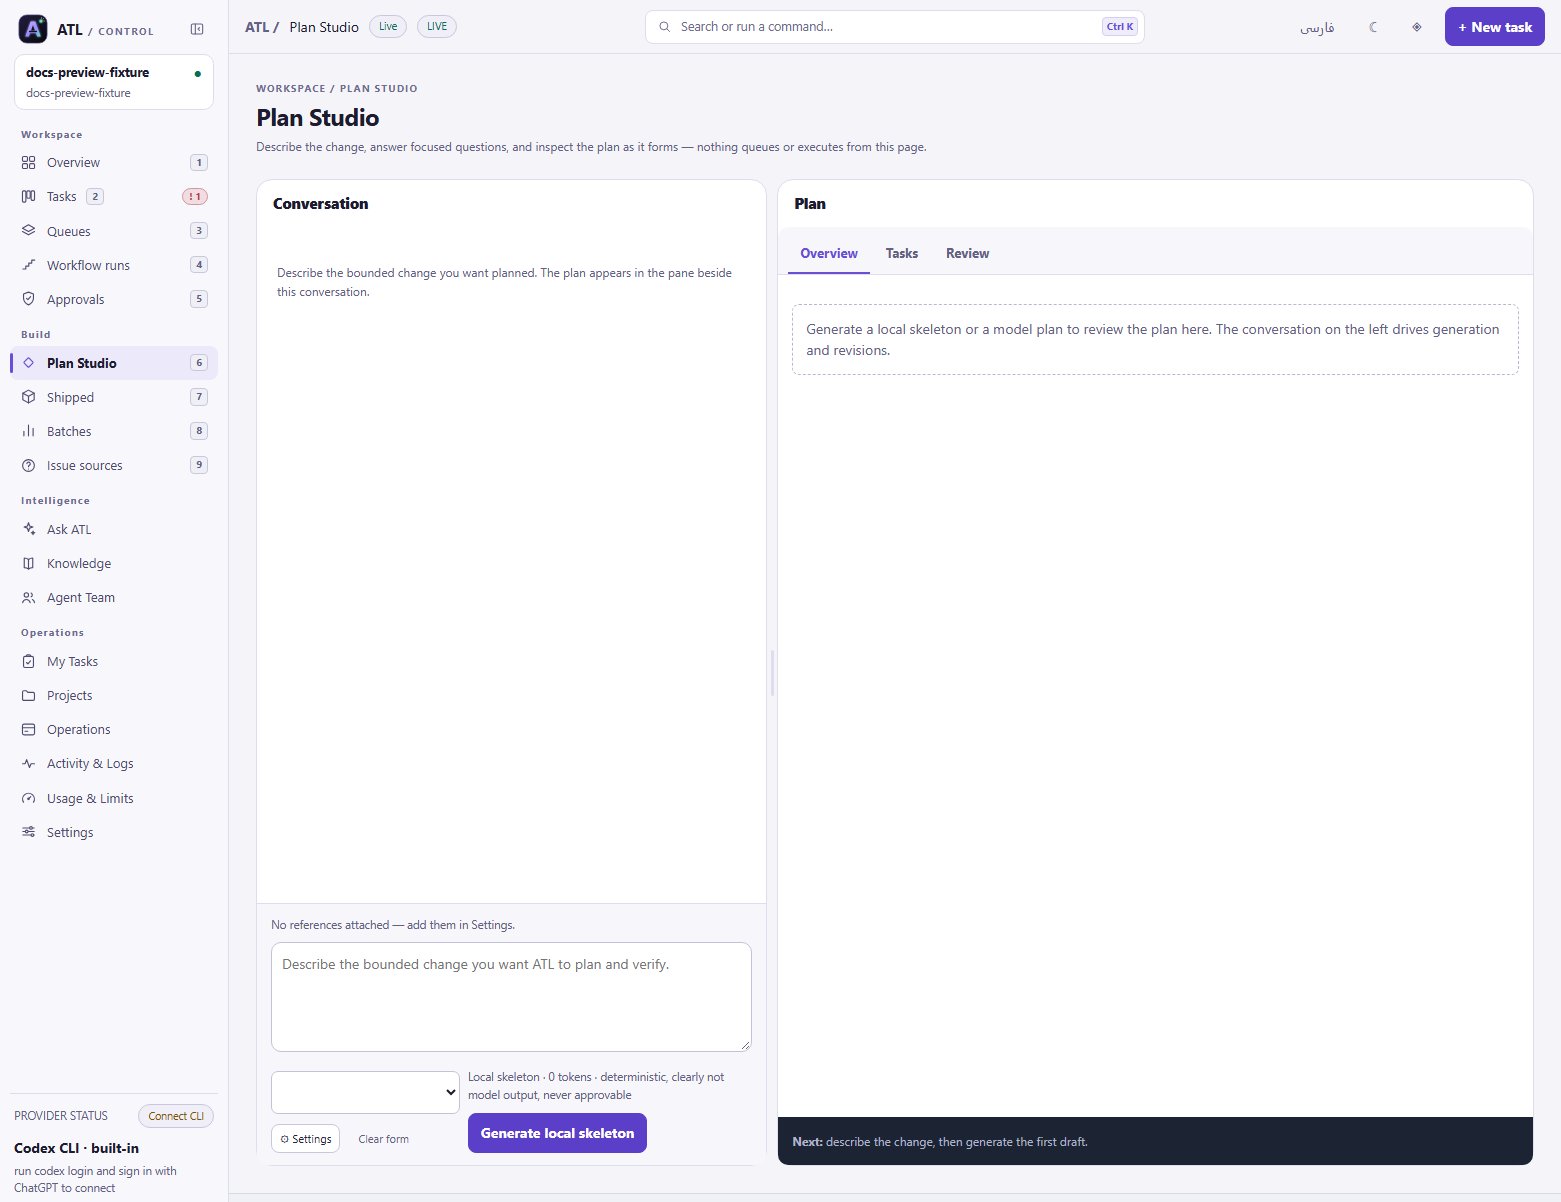 ATL / CONTROL
docs-preview-fixture
docs-preview-fixture
Workspace
Overview 1
Tasks 2 ! 1
Queues 3
Workflow runs 4
Approvals 5
Build
Plan Studio 6
Shipped 7
Batches 8
Issue sources 9
Intelligence
Ask ATL
Knowledge
Agent Team
Operations
My Tasks
Projects
Operations
Activity & Logs
Usage & Limits
Settings
PROVIDER STATUS Connect CLI
Codex CLI · built-in
run codex login and sign in with
ChatGPT to connect
ATL / Plan Studio Live LIVE
Search or run a command... Ctrl K
فارسی
+ New task
WORKSPACE / PLAN STUDIO
Plan Studio
Describe the change, answer focused questions, and inspect the plan as it forms — nothing queues or executes from this page.
Conversation
Describe the bounded change you want planned. The plan appears in the pane beside
this conversation.
No references attached — add them in Settings.
Describe the bounded change you want ATL to plan and verify.
Local skeleton · 0 tokens · deterministic, clearly not
model output, never approvable
Settings Clear form Generate local skeleton
Plan
Overview Tasks Review
Generate a local skeleton or a model plan to review the plan here. The conversation on the left drives generation
and revisions.
Next: describe the change, then generate the first draft.